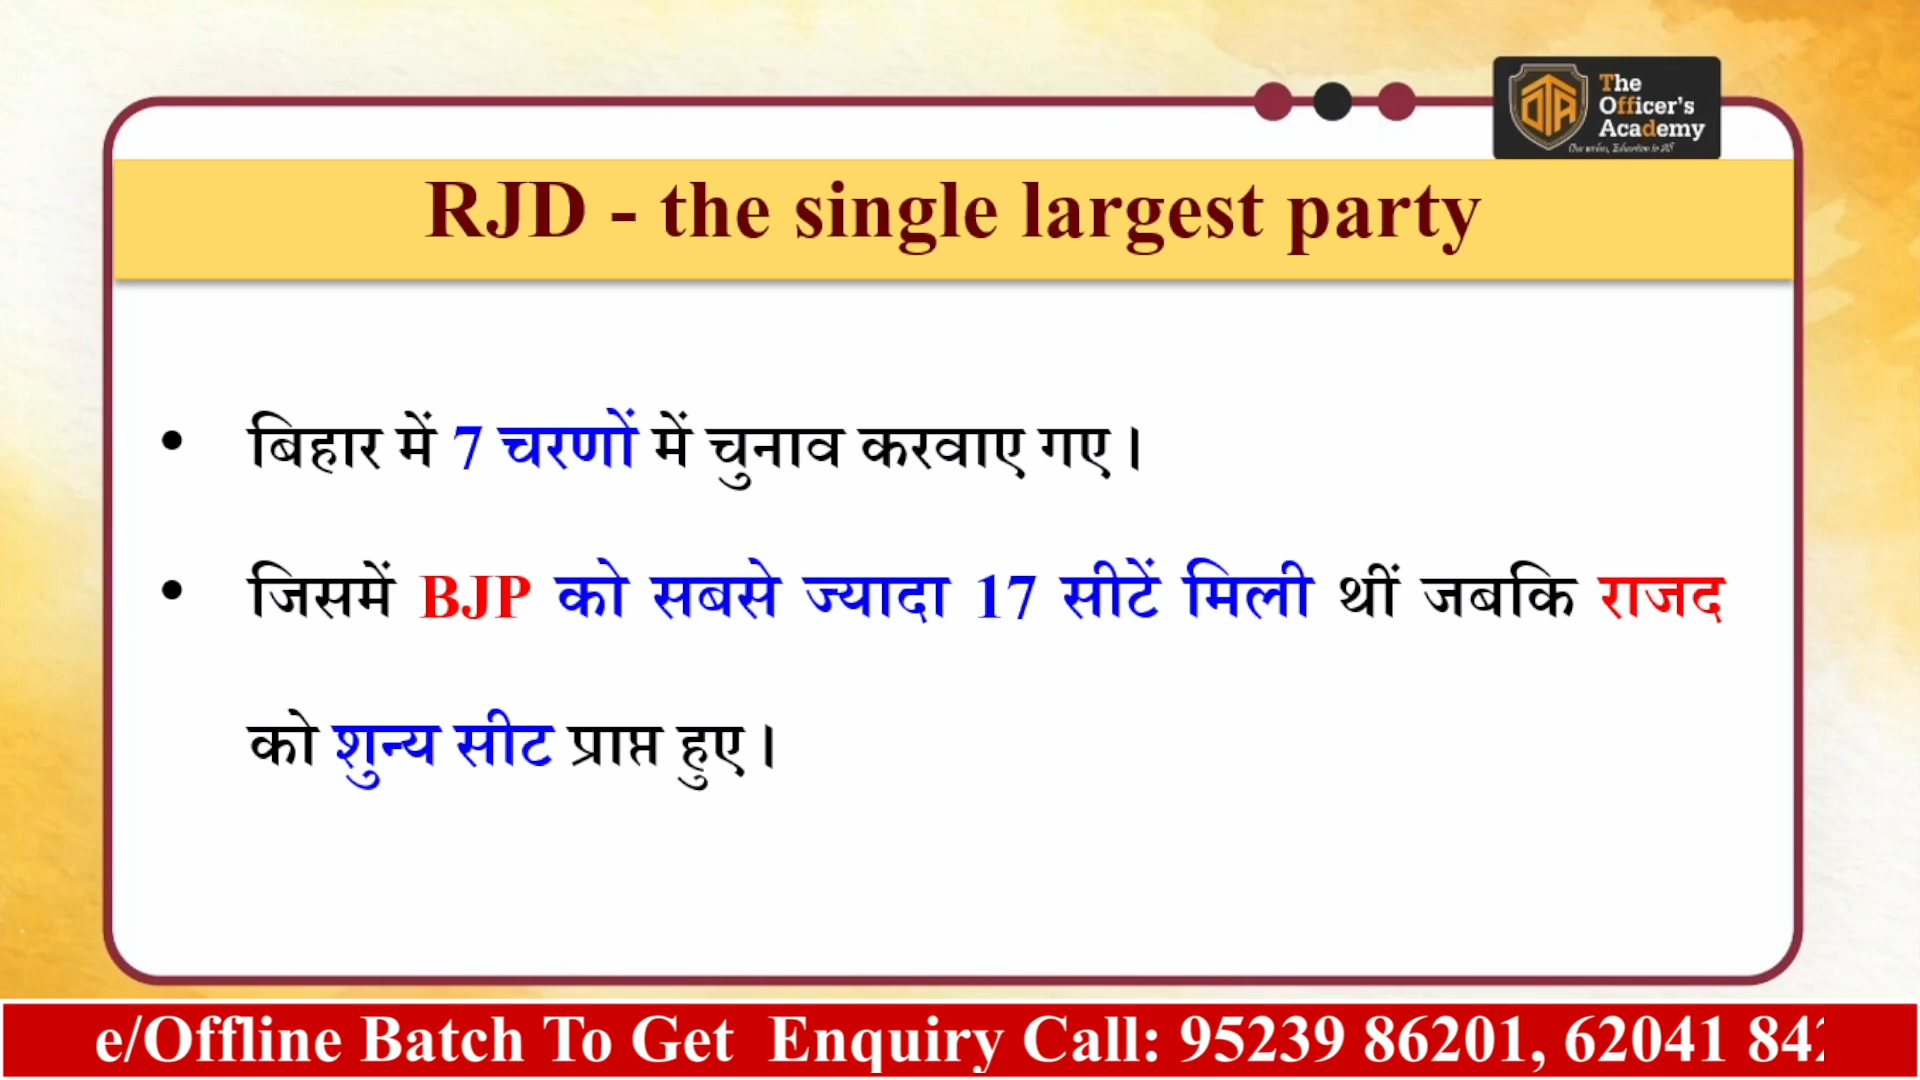 The
Officer's
Academy
RJD - the single largest party
• बिहार में 7 चरणों में चुनाव करवाए गए।
• जिसमें BJP को सबसे ज्यादा 17 सीटें मिली थीं जबकि राजद
को शुन्य सीट प्राप्त हुए।
e/Offline Batch To Get Enquiry Call: 95239 86201, 62041 84